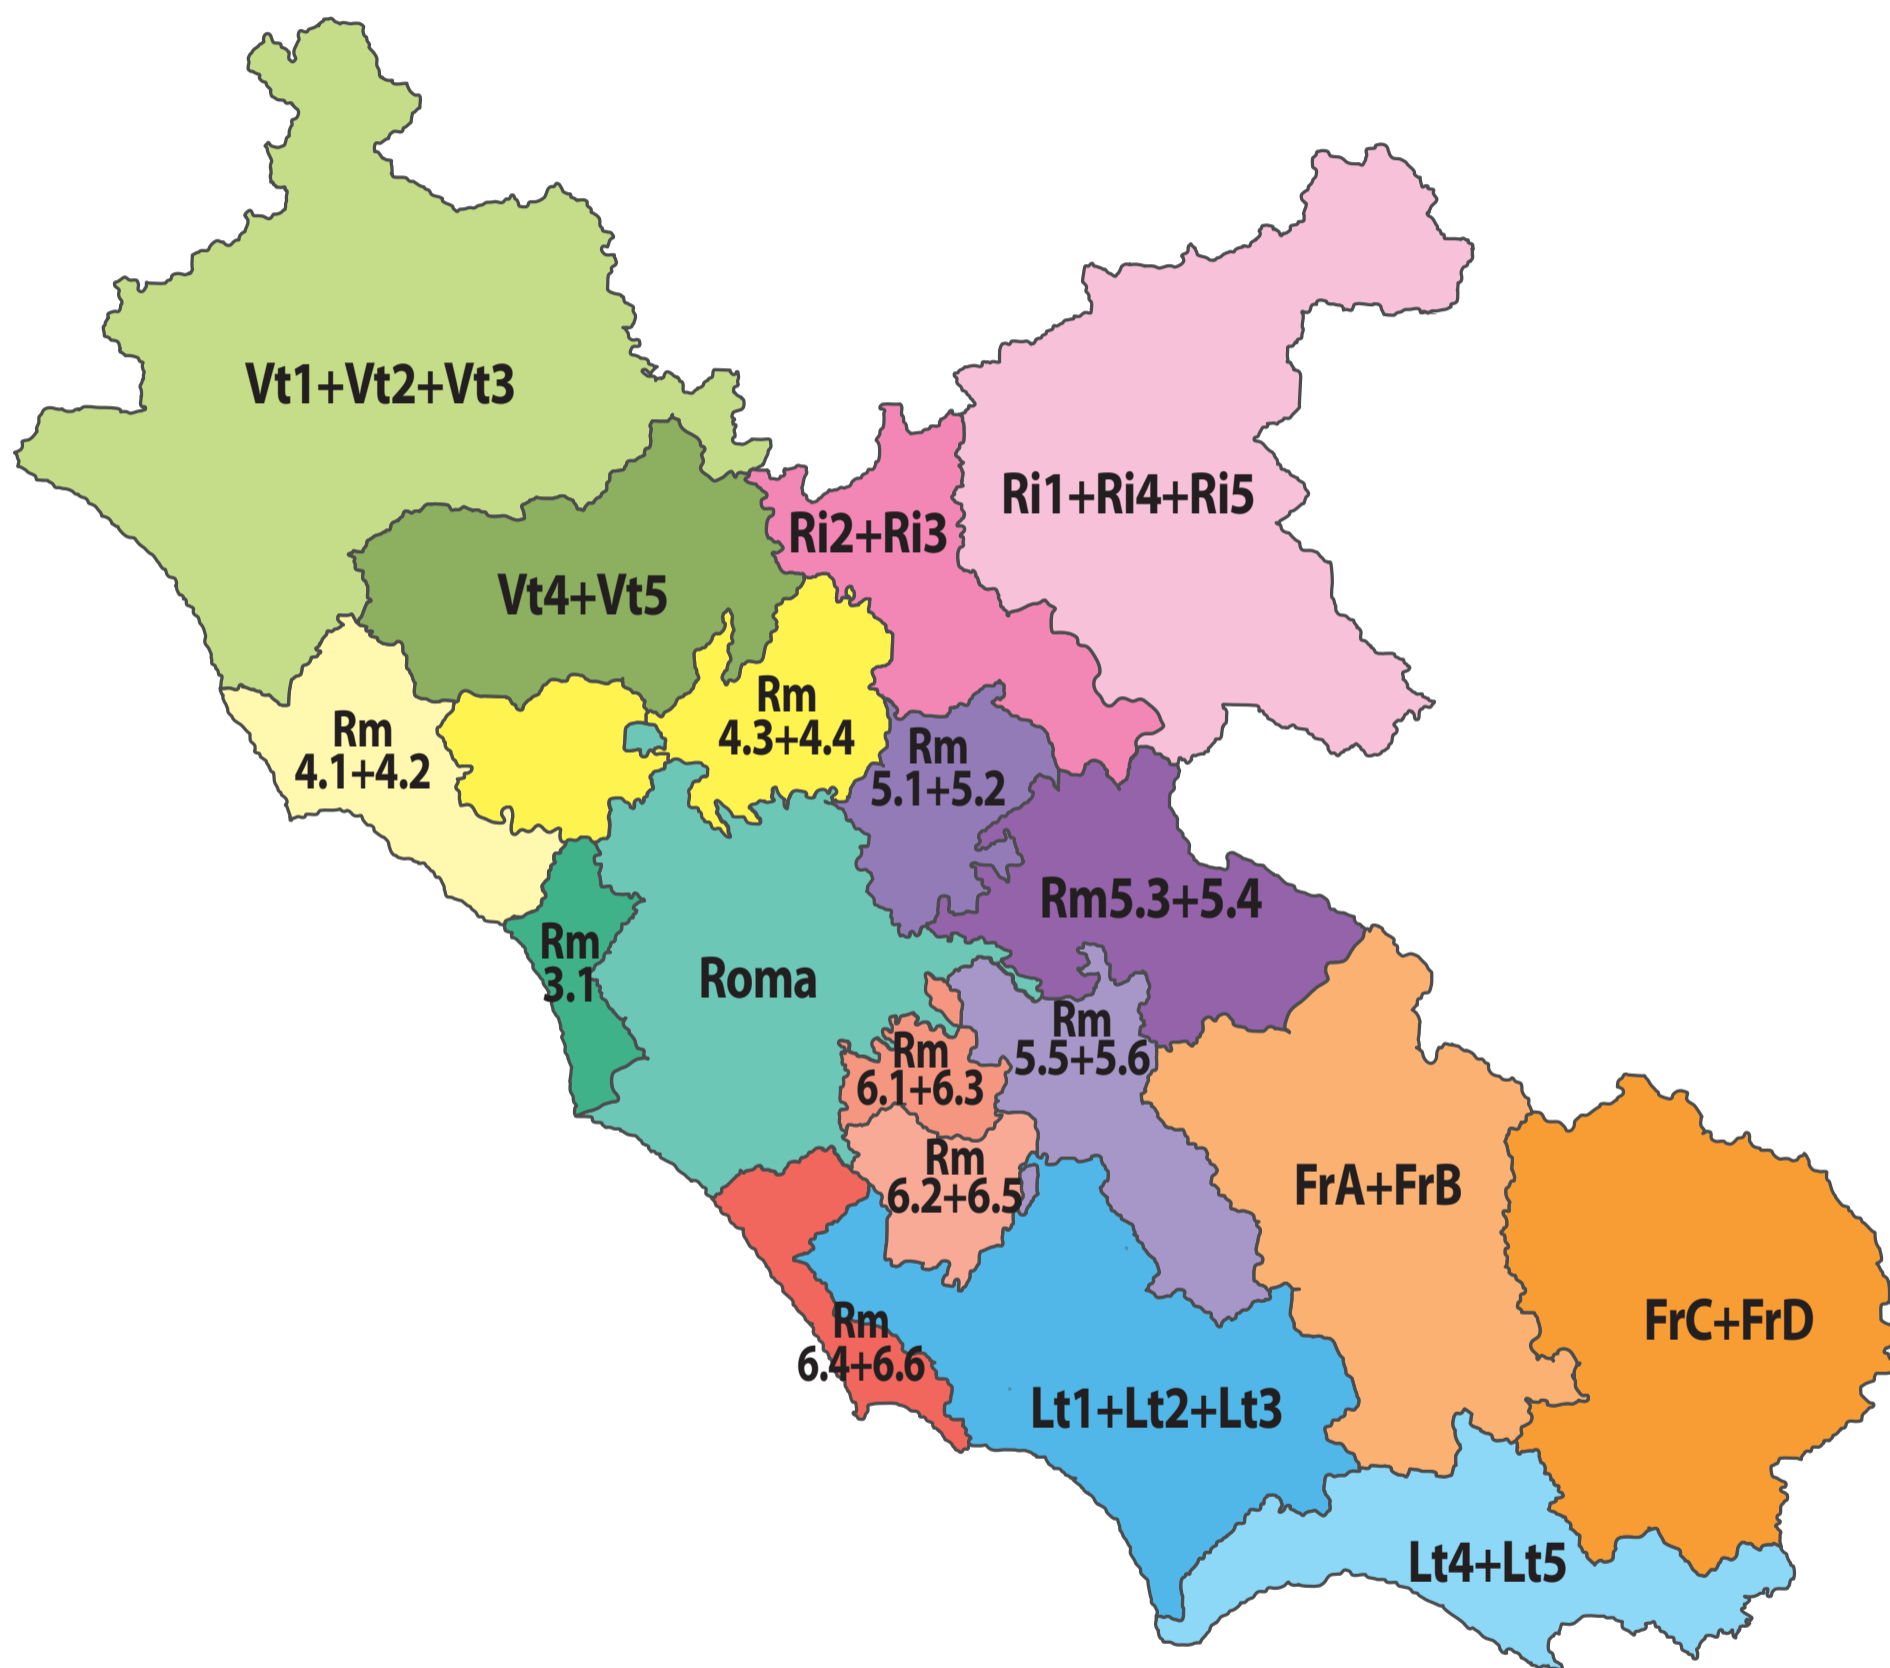 Vt1+Vt2+Vt3
Ri1+Ri4+Ri5
Ri2+Ri3
Vt4+Vt5
Rm
4.3+4.4
Rm
4.1+4.2
Rm
5.1+5.2
Rm5.3+5.4
Rm
3.1
Roma
Rm
5.5+5.6
Rm
6.1+6.3
Rm
6.2+6.5
FrA+FrB
FrC+FrD
Rm
6.4+6.6
Lt1+Lt2+Lt3
Lt4+Lt5